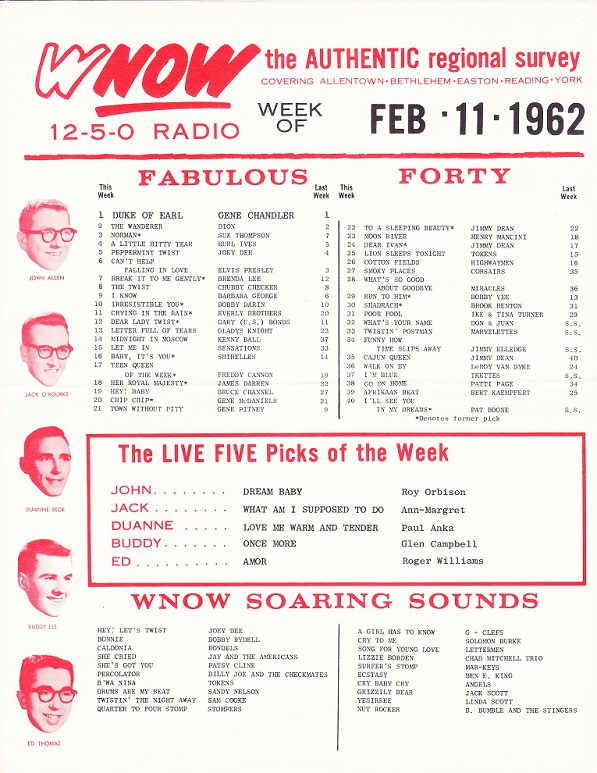 WNOW the AUTHENTIC regional survey
COVERING ALLENTOWN·BETHLEHEM·EASTON·READING·YORK
12-5-0 RADIO WEEK OF FEB ·11· 1962
FABULOUS FORTY
This Week Last Week This Week Last Week
1 DUKE OF EARL GENE CHANDLER 1
2 THE WANDERER DION 2
3 NORMAN* SUE THOMPSON 7
4 A LITTLE BITTY TEAR BURL IVES 5
5 PEPPERMINT TWIST JOEY DEE 4
6 CAN'T HELP
FALLING IN LOVE ELVIS PRESLEY 3
7 BREAK IT TO ME GENTLY* BRENDA LEE 12
8 THE TWIST CHUBBY CHECKER 8
9 I KNOW BARBARA GEORGE 6
10 IRRESISTIBLE YOU* BOBBY DARIN 10
11 CRYING IN THE RAIN* EVERLY BROTHERS 20
12 DEAR LADY TWIST* GARY (U.S.) BONDS 11
13 LETTER FULL OF TEARS GLADYS KNIGHT 23
14 MIDNIGHT IN MOSCOW KENNY BALL 37
15 LET ME IN SENSATIONS 33
16 BABY, IT'S YOU* SHIRELLES 14
17 TEEN QUEEN
OF THE WEEK* FREDDY CANNON 19
18 HER ROYAL MAJESTY* JAMES DARREN 32
19 HEY! BABY BRUCE CHANNEL 27
20 CHIP CHIP* GENE McDANIELS 21
21 TOWN WITHOUT PITY GENE PITNEY 9
22 TO A SLEEPING BEAUTY* JIMMY DEAN 22
23 MOON RIVER HENRY MANCINI 18
24 DEAR IVAN* JIMMY DEAN 17
25 LION SLEEPS TONIGHT TOKENS 15
26 COTTON FIELDS HIGHWAYMEN 16
27 SMOKY PLACES CORSAIRS 35
28 WHAT'S SO GOOD
ABOUT GOODBYE MIRACLES 36
29 RUN TO HIM* BOBBY VEE 13
30 SHADRACH* BROOK BENTON 31
31 POOR FOOL IKE & TINA TURNER 29
32 WHAT'S YOUR NAME DON & JUAN S.S.
33 TWISTIN' POSTMAN MARVELETTES S.S.
34 FUNNY HOW
TIME SLIPS AWAY JIMMY ELLEDGE S.S.
35 CAJUN QUEEN JIMMY DEAN 40
36 WALK ON BY LeROY VAN DYKE 24
37 I'M BLUE IKETTES S.S.
38 GO ON HOME PATTI PAGE 34
39 AFRIKAAN BEAT BERT KAEMPFERT 25
40 I'LL SEE YOU
IN MY DREAMS* PAT BOONE S.S.
*Denotes former pick
JOHN ALLEN
JACK O'ROURKE
DUANNE BECK
BUDDY LEE
ED THOMAS
The LIVE FIVE Picks of the Week
JOHN........ DREAM BABY Roy Orbison
JACK........ WHAT AM I SUPPOSED TO DO Ann-Margret
DUANNE ..... LOVE ME WARM AND TENDER Paul Anka
BUDDY....... ONCE MORE Glen Campbell
ED.......... AMOR Roger Williams
WNOW SOARING SOUNDS
HEY! LET'S TWIST JOEY DEE
BONNIE BOBBY RYDELL
CALDONIA RONDELS
SHE CRIED JAY AND THE AMERICANS
SHE'S GOT YOU PATSY CLINE
PERCOLATOR BILLY JOE AND THE CHECKMATES
B'WA NINA TOKENS
DRUMS ARE MY BEAT SANDY NELSON
TWISTIN' THE NIGHT AWAY SAM COOKE
QUARTER TO FOUR STOMP STOMPERS
A GIRL HAS TO KNOW G - CLEFS
CRY TO ME SOLOMON BURKE
SONG FOR YOUNG LOVE LETTERMEN
LIZZIE BORDEN CHAD MITCHELL TRIO
SURFER'S STOMP MAR-KEYS
ECSTASY BEN E. KING
CRY BABY CRY ANGELS
GRIZZILY BEAR JACK SCOTT
YESIRREE LINDA SCOTT
NUT ROCKER B. BUMBLE AND THE STINGERS